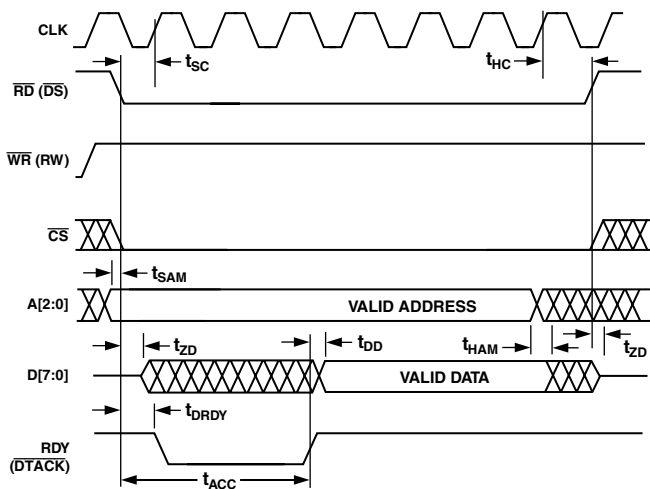 CLK
tSC
tHC
RD (DS)
WR (RW)
CS
tSAM
A[2:0]
VALID ADDRESS
tZD
tDD
tHAM
tZD
D[7:0]
VALID DATA
tDRDY
RDY
(DTACK)
tACC